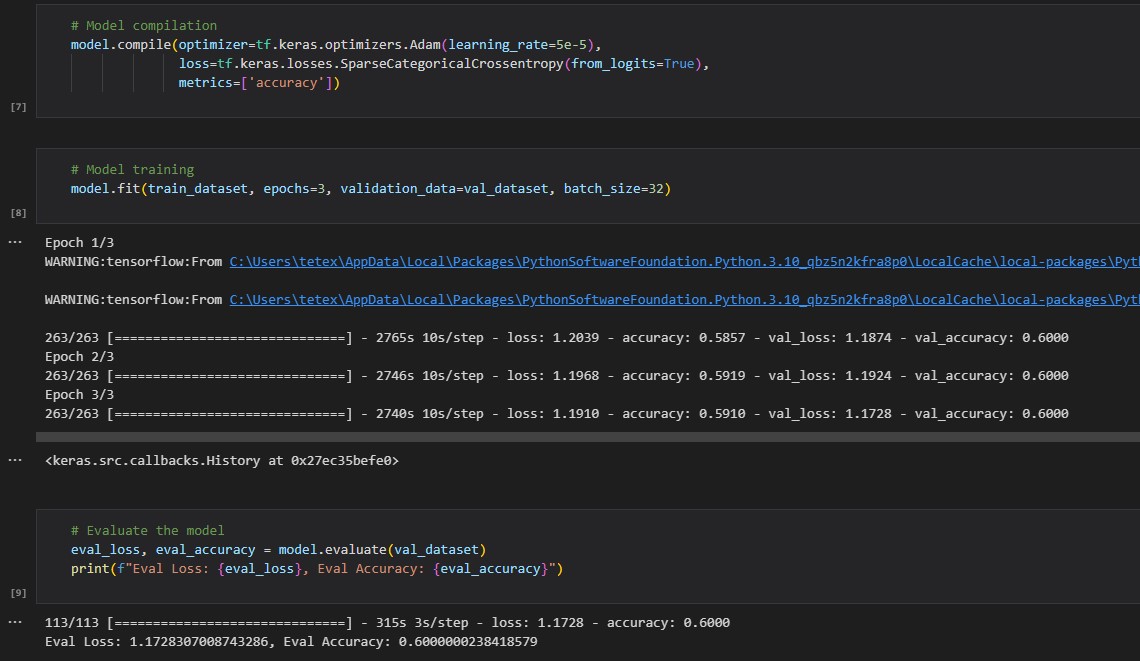 # Model compilation
model.compile(optimizer=tf.keras.optimizers.Adam(learning_rate=5e-5),
loss=tf.keras.losses.SparseCategoricalCrossentropy(from_logits=True),
metrics=['accuracy'])
[7]
# Model training
model.fit(train_dataset, epochs=3, validation_data=val_dataset, batch_size=32)
[8]
... Epoch 1/3
WARNING:tensorflow:From C:\Users\tetex\AppData\Local\Packages\PythonSoftwareFoundation.Python.3.10_qbz5n2kfra8p0\LocalCache\local-packages\Pyt
WARNING:tensorflow:From C:\Users\tetex\AppData\Local\Packages\PythonSoftwareFoundation.Python.3.10_qbz5n2kfra8p0\LocalCache\local-packages\Pyt
263/263 [==============================] - 2765s 10s/step - loss: 1.2039 - accuracy: 0.5857 - val_loss: 1.1874 - val_accuracy: 0.6000
Epoch 2/3
263/263 [==============================] - 2746s 10s/step - loss: 1.1968 - accuracy: 0.5919 - val_loss: 1.1924 - val_accuracy: 0.6000
Epoch 3/3
263/263 [==============================] - 2740s 10s/step - loss: 1.1910 - accuracy: 0.5910 - val_loss: 1.1728 - val_accuracy: 0.6000
... <keras.src.callbacks.History at 0x27ec35befe0>
# Evaluate the model
eval_loss, eval_accuracy = model.evaluate(val_dataset)
print(f"Eval Loss: {eval_loss}, Eval Accuracy: {eval_accuracy}")
[9]
... 113/113 [==============================] - 315s 3s/step - loss: 1.1728 - accuracy: 0.6000
Eval Loss: 1.1728307008743286, Eval Accuracy: 0.6000000238418579